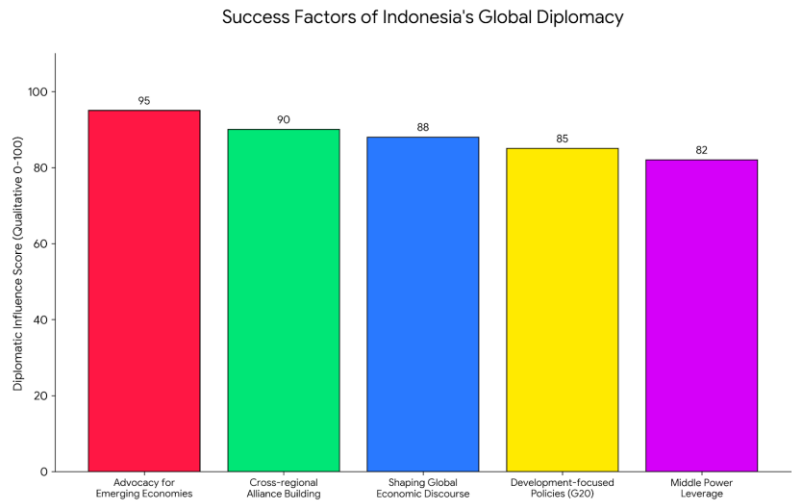 Success Factors of Indonesia's Global Diplomacy
Diplomatic Influence Score (Qualitative 0-100)
100
80
60
40
20
0
95
90
88
85
82
Advocacy for
Emerging Economies
Cross-regional
Alliance Building
Shaping Global
Economic Discourse
Development-focused
Policies (G20)
Middle Power
Leverage